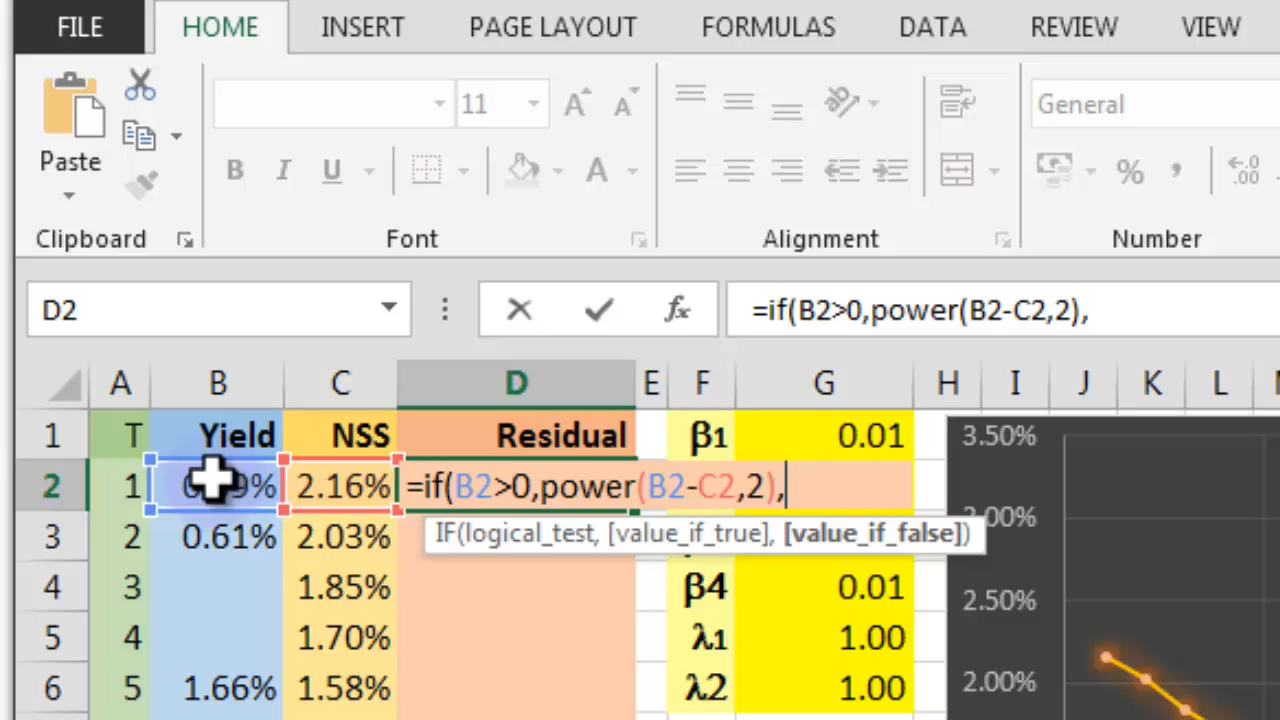 FILE HOME INSERT PAGE LAYOUT FORMULAS DATA REVIEW VIEW
11 A A General
Paste B I U A % , ←.0 .00
Clipboard Font Alignment Number
D2 fx =if(B2>0,power(B2-C2,2),
A B C D E F G H I J K L
1 T Yield NSS Residual β1 0.01 3.50%
2 1 2.16% =if(B2>0,power(B2-C2,2),
IF(logical_test, [value_if_true], [value_if_false])
3 2 0.61% 2.03%
4 3 1.85% β4 0.01 2.50%
5 4 1.70% λ1 1.00
6 5 1.66% 1.58% λ2 1.00 2.00%